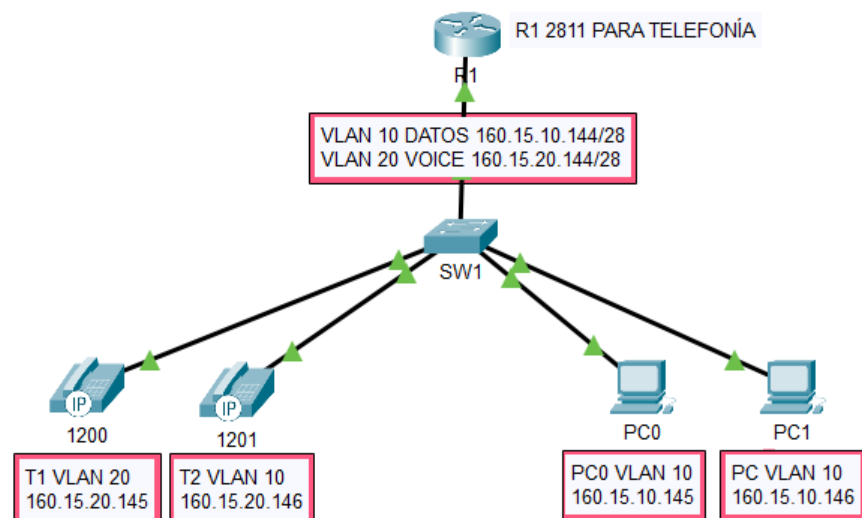 R1 2811 PARA TELEFONÍA
R1
VLAN 10 DATOS 160.15.10.144/28
VLAN 20 VOICE 160.15.20.144/28
SW1
IP
1200
IP
1201
PC0
PC1
T1 VLAN 20
160.15.20.145
T2 VLAN 10
160.15.20.146
PC0 VLAN 10
160.15.10.145
PC VLAN 10
160.15.10.146